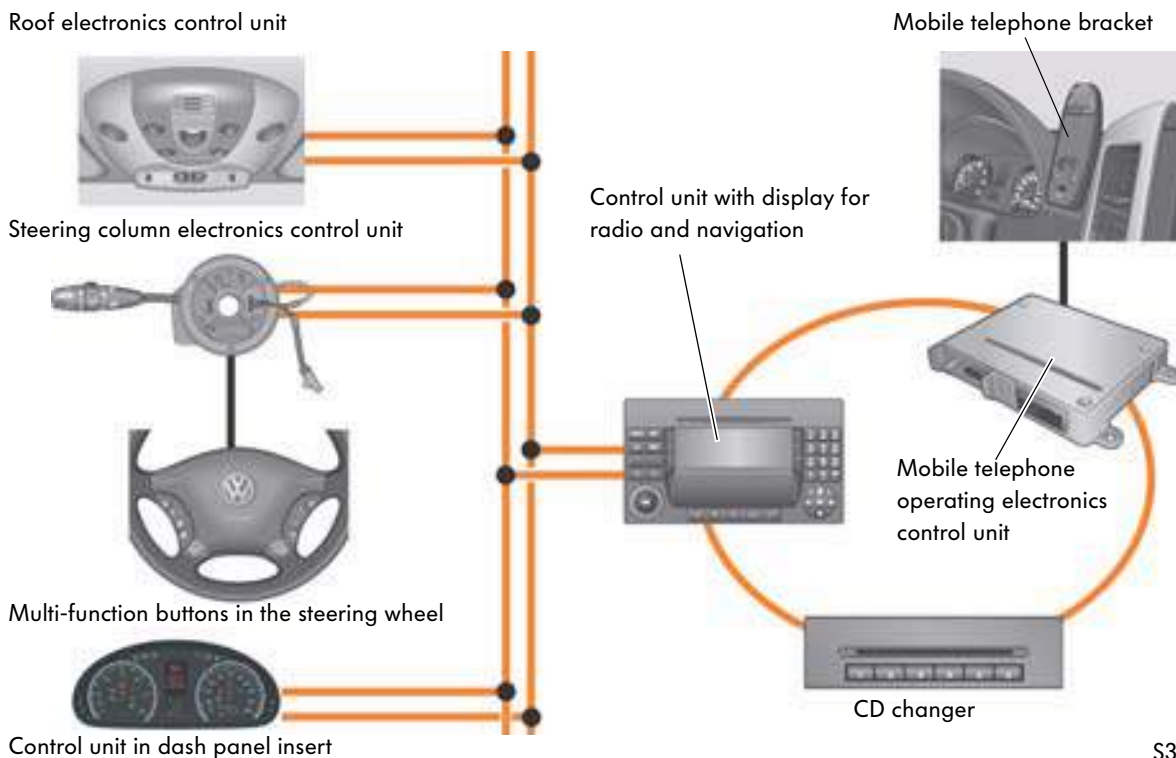 Roof electronics control unit
Mobile telephone bracket
Control unit with display for
radio and navigation
Steering column electronics control unit
Mobile telephone
operating electronics
control unit
Multi-function buttons in the steering wheel
CD changer
Control unit in dash panel insert
S3